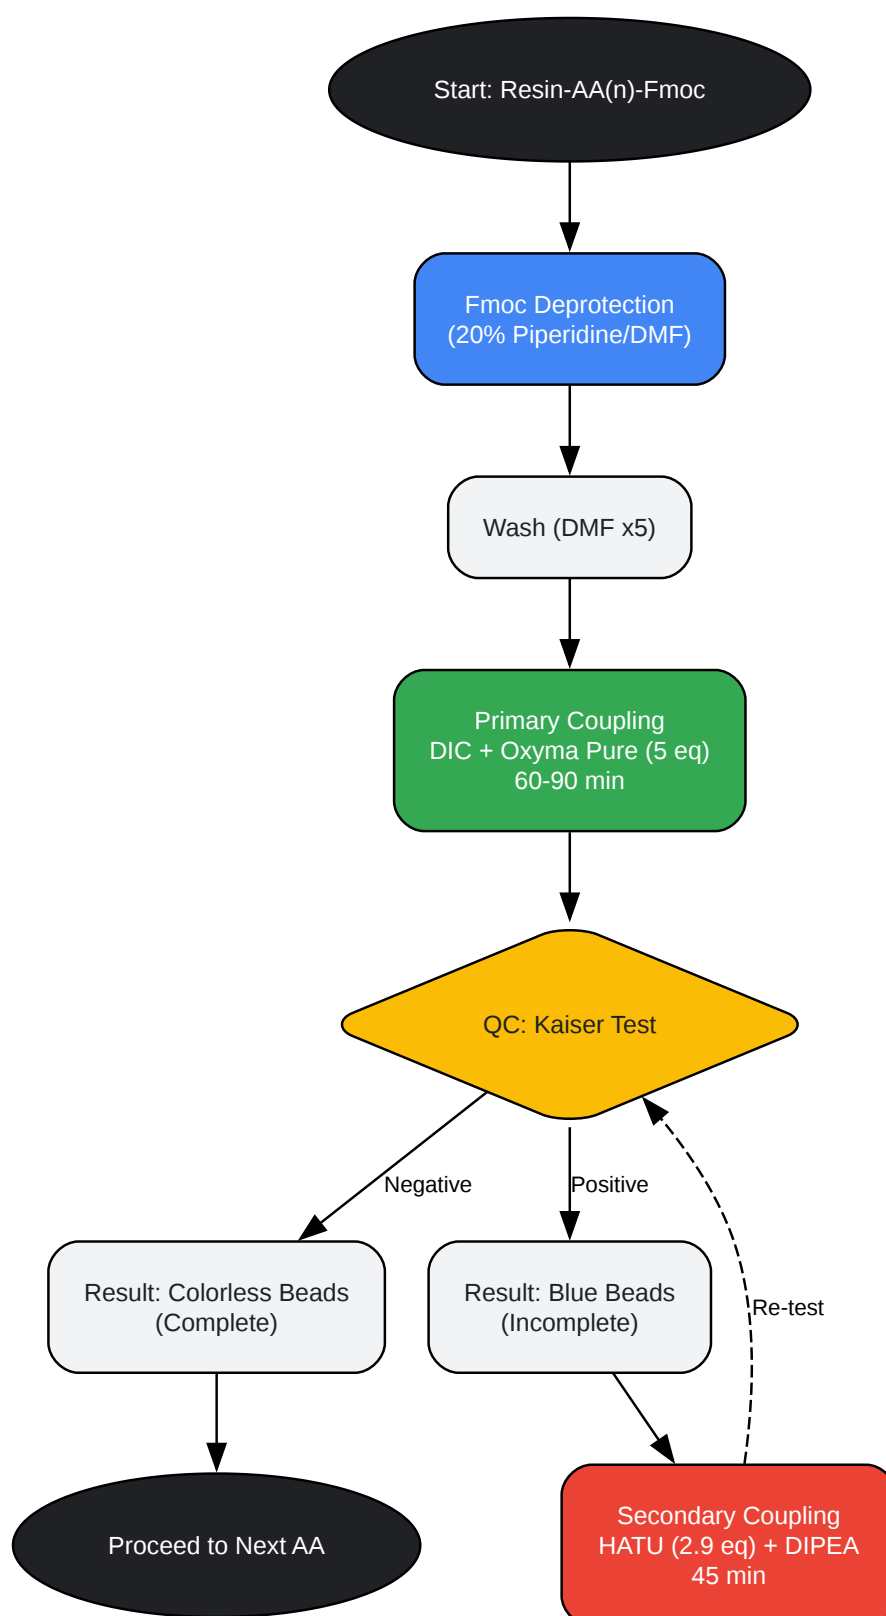 Start: Resin-AA(n)-Fmoc
Fmoc Deprotection
(20% Piperidine/DMF)
Wash (DMF x5)
Primary Coupling
DIC + Oxyma Pure (5 eq)
60-90 min
QC: Kaiser Test
Negative
Positive
Result: Colorless Beads
(Complete)
Result: Blue Beads
(Incomplete)
Re-test
Proceed to Next AA
Secondary Coupling
HATU (2.9 eq) + DIPEA
45 min